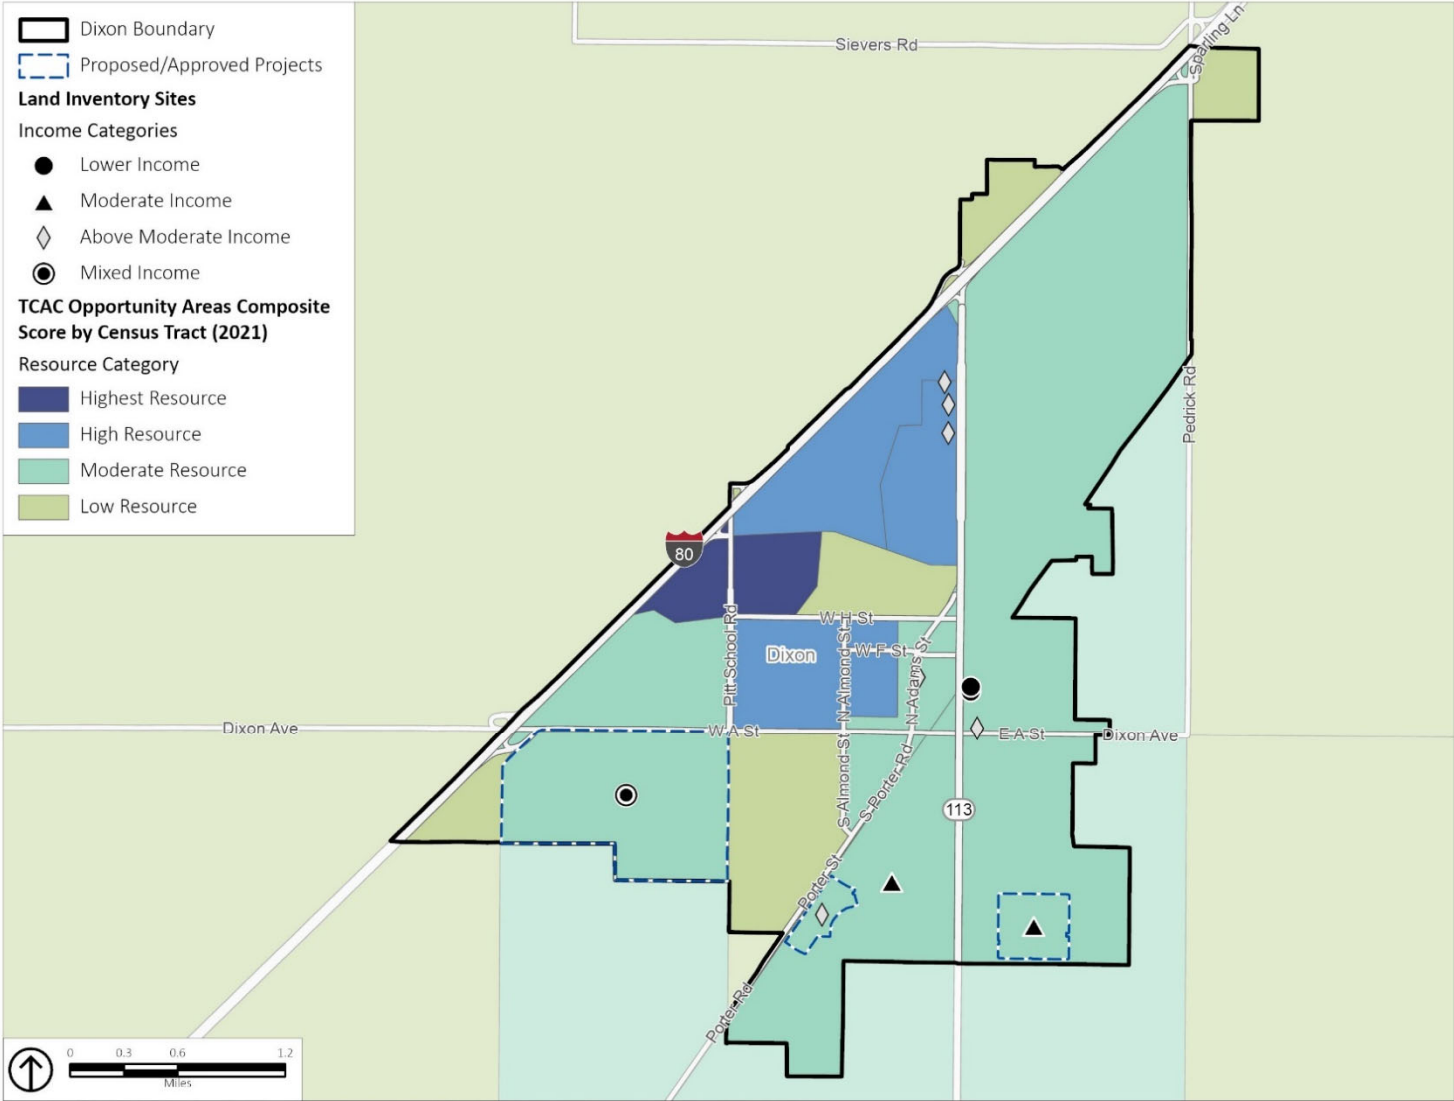 Dixon Boundary
Proposed/Approved Projects
Land Inventory Sites
Income Categories
Lower Income
Moderate Income
Above Moderate Income
Mixed Income
TCAC Opportunity Areas Composite
Score by Census Tract (2021)
Resource Category
Highest Resource
High Resource
Moderate Resource
Low Resource
Sievers Rd
Sparling Ln
Pedrick Rd
80
Pitt School Rd
W H St
Dixon
W F St
N Almond St
N Adams St
Dixon Ave
W A St
E A St
Dixon Ave
S Almond St
S Porter Rd
113
Porter St
Porter Rd
0 0.3 0.6 1.2
Miles